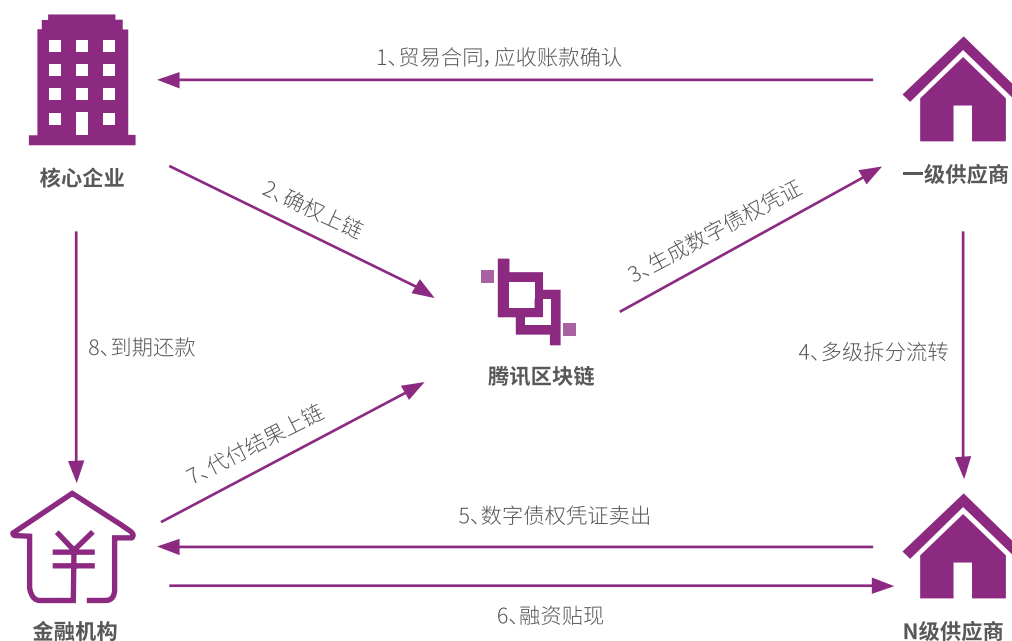 1、贸易合同，应收账款确认
核心企业
一级供应商
2、确权上链
3、生成数字债权凭证
8、到期还款
腾讯区块链
4、多级拆分流转
7、代付结果上链
5、数字债权凭证卖出
6、融资贴现
金融机构
N级供应商